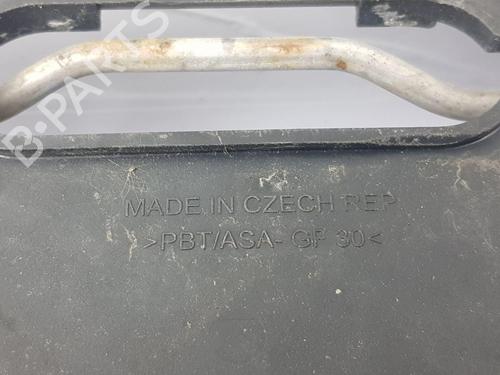 B-PARTS
MADE IN CZECH REP
>PBT/ASA- GF 30<